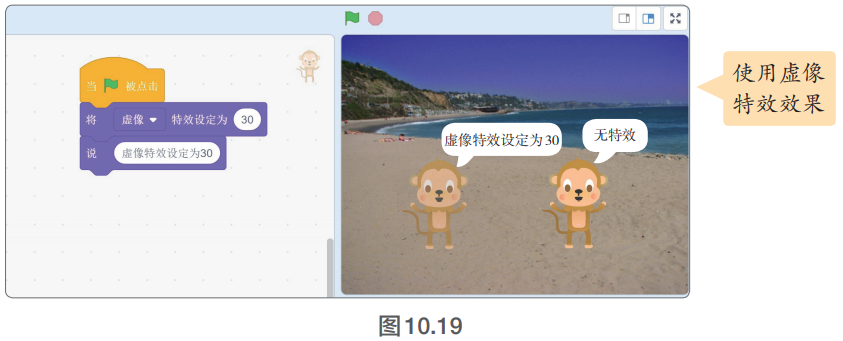 当 被点击
将 虚像 特效设定为 30
说 虚像特效设定为30
虚像特效设定为30
无特效
使用虚像
特效效果
图10.19